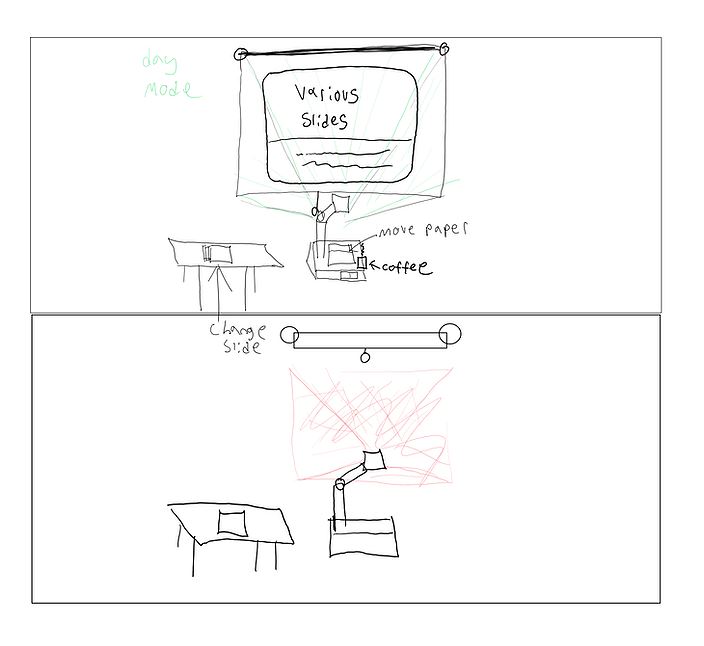 day
mode
Various
Slides
move paper
coffee
change
slide